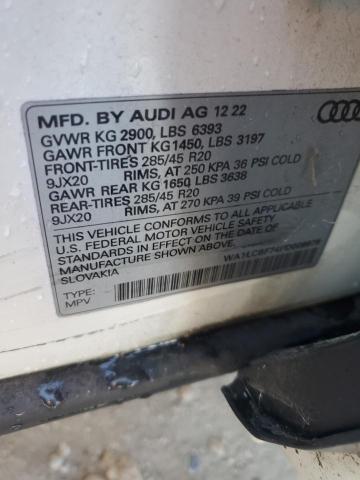 MFD. BY AUDI AG 12 22
GVWR KG 2900, LBS 6393
GAWR FRONT KG1450, LBS 3197
FRONT-TIRES 285/45 R20
9JX20 RIMS, AT 250 KPA 36 PSI COLD
GAWR REAR KG 1650 LBS 3638
REAR-TIRES 285/45 R20
9JX20 RIMS, AT 270 KPA 39 PSI COLD
THIS VEHICLE CONFORMS TO ALL APPLICABLE
U.S. FEDERAL MOTOR VEHICLE SAFETY
STANDARDS IN EFFECT ON THE DATE OF
MANUFACTURE SHOWN ABOVE.
SLOVAKIA
TYPE:
MPV